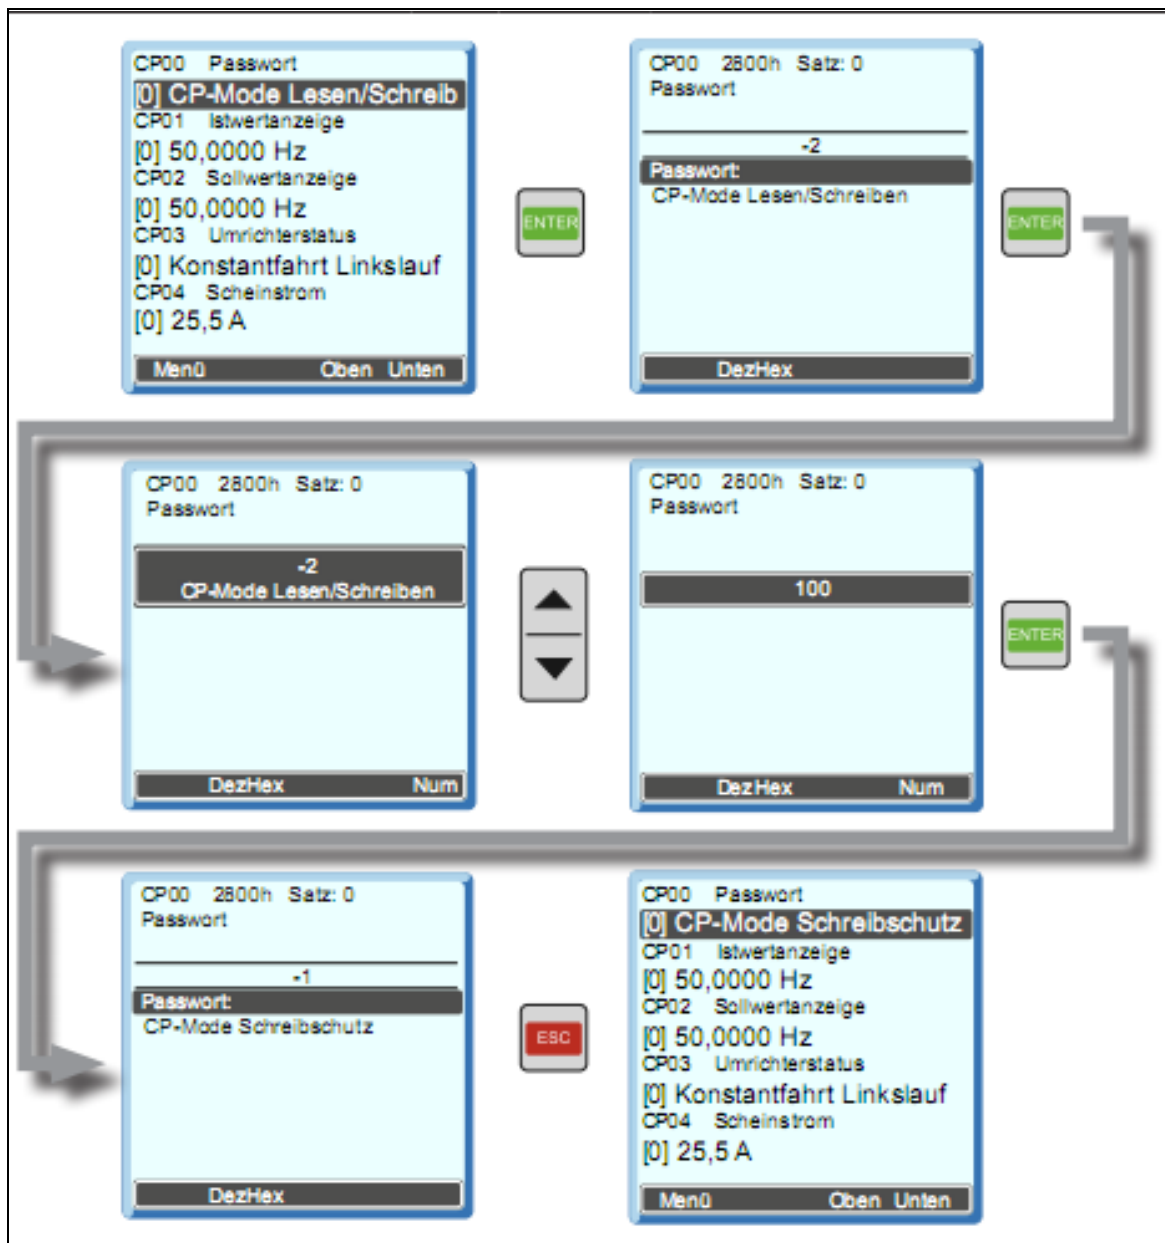 CP00 Passwort
[0] CP-Mode Lesen/Schreib
CP01 Istwertanzeige
[0] 50,0000 Hz
CP02 Sollwertanzeige
[0] 50,0000 Hz
CP03 Umrichterstatus
[0] Konstantfahrt Linkslauf
CP04 Scheinstrom
[0] 25,5 A
Menü Oben Unten
ENTER
CP00 2800h Satz: 0
Passwort
-2
Passwort:
CP-Mode Lesen/Schreiben
DezHex
ENTER
CP00 2800h Satz: 0
Passwort
-2
CP-Mode Lesen/Schreiben
DezHex Num
CP00 2800h Satz: 0
Passwort
100
DezHex Num
ENTER
CP00 2800h Satz: 0
Passwort
-1
Passwort:
CP-Mode Schreibschutz
DezHex
ESC
CP00 Passwort
[0] CP-Mode Schreibschutz
CP01 Istwertanzeige
[0] 50,0000 Hz
CP02 Sollwertanzeige
[0] 50,0000 Hz
CP03 Umrichterstatus
[0] Konstantfahrt Linkslauf
CP04 Scheinstrom
[0] 25,5 A
Menü Oben Unten